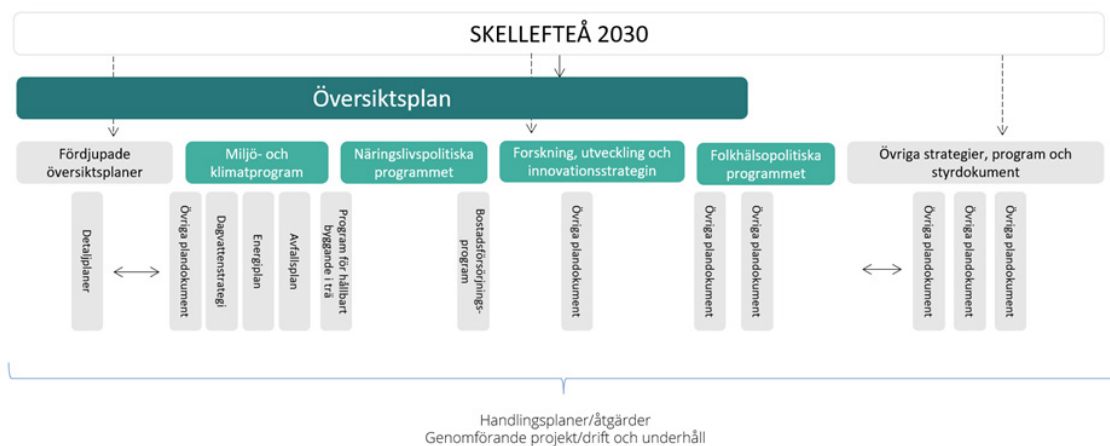 SKELLEFTEÅ 2030
Översiktsplan
Fördjupade
översiktsplaner
Miljö- och
klimatprogram
Näringslivspolitiska
programmet
Forskning, utveckling och
innovationsstrategin
Folkhälsopolitiska
programmet
Övriga strategier, program och
styrdokument
Detaljplaner
Övriga plandokument
Dagvattenstrategi
Energiplan
Avfallsplan
Program för hållbart
byggande i trä
Bostadsförsörjnings-
program
Övriga plandokument
Övriga plandokument
Övriga plandokument
Övriga plandokument
Övriga plandokument
Övriga plandokument
Handlingsplaner/åtgärder
Genomförande projekt/drift och underhåll